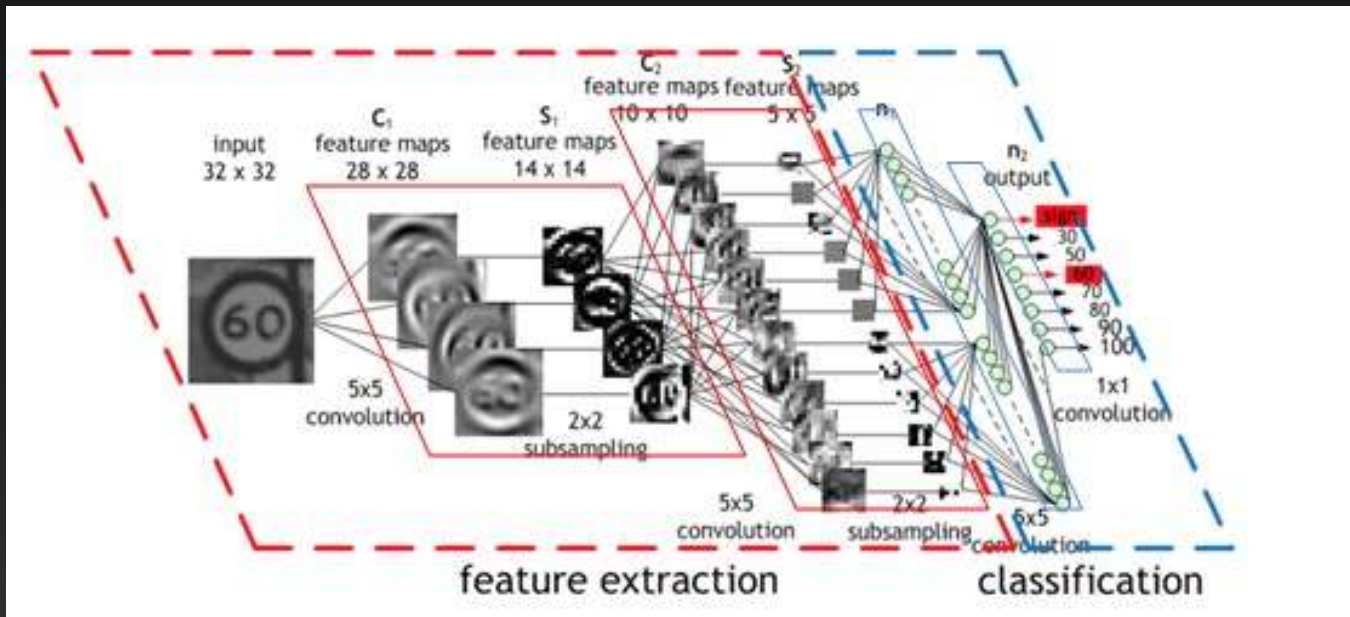 input
32 x 32
C₁
feature maps
28 x 28
S₁
feature maps
14 x 14
C₂
feature maps
10 x 10
S₂
feature maps
5 x 5
n₁
n₂
output
60
5x5
convolution
2x2
subsampling
5x5
convolution
2x2
subsampling
5x5
convolution
1x1
convolution
30
50
60
70
80
90
100
feature extraction
classification